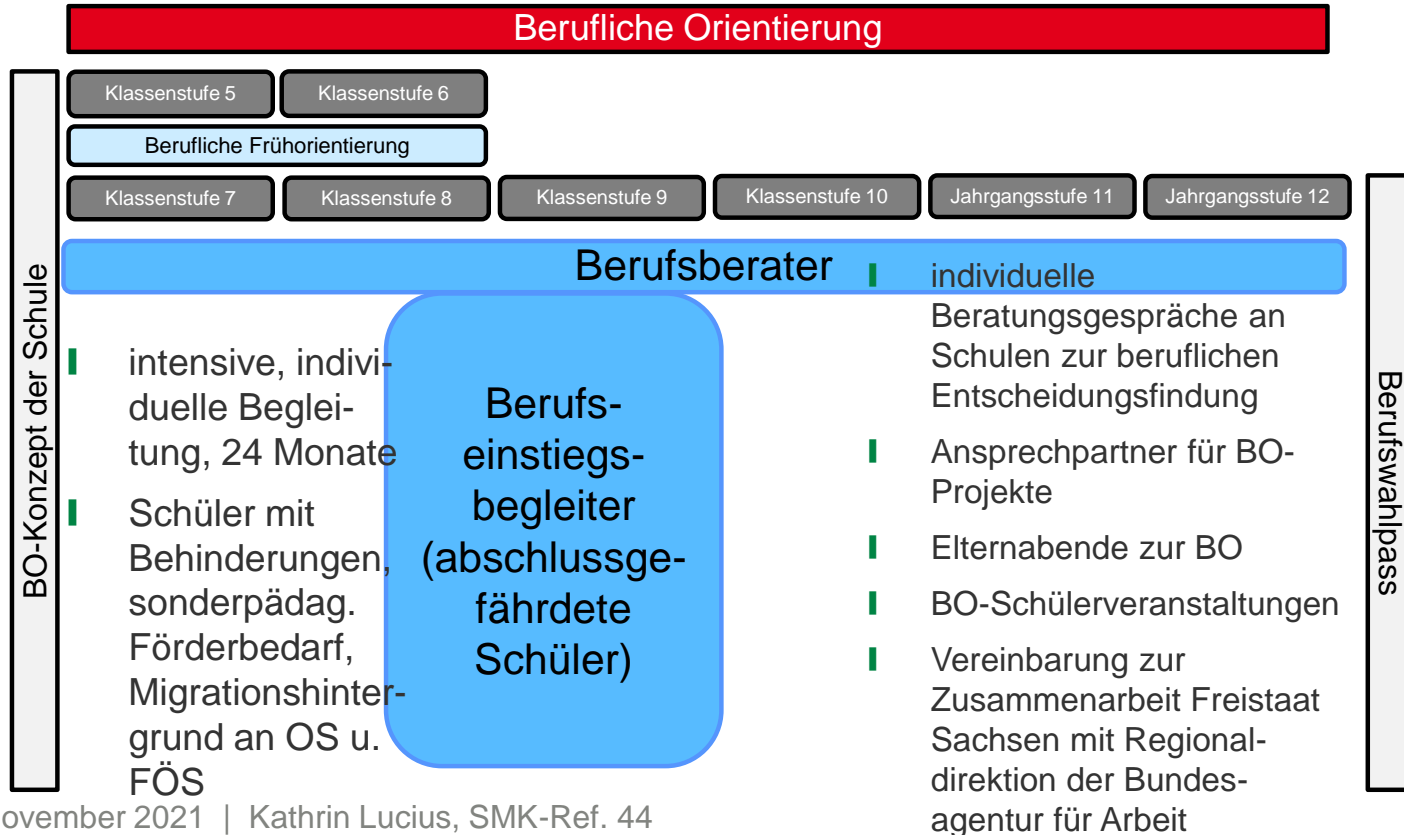 Berufliche Orientierung
Klassenstufe 5
Klassenstufe 6
Berufliche Frühorientierung
Klassenstufe 7
Klassenstufe 8
Klassenstufe 9
Klassenstufe 10
Jahrgangsstufe 11
Jahrgangsstufe 12
BO-Konzept der Schule
Berufsberater
intensive, indivi-
duelle Beglei-
tung, 24 Monate
Schüler mit
Behinderungen,
sonderpädag.
Förderbedarf,
Migrationshinter-
grund an OS u.
FÖS
Berufs-
einstiegs-
begleiter
(abschlussge-
fährdete
Schüler)
individuelle
Beratungsgespräche an
Schulen zur beruflichen
Entscheidungsfindung
Ansprechpartner für BO-
Projekte
Elternabende zur BO
BO-Schülerveranstaltungen
Vereinbarung zur
Zusammenarbeit Freistaat
Sachsen mit Regional-
direktion der Bundes-
agentur für Arbeit
Berufswahlpass
ovember 2021 | Kathrin Lucius, SMK-Ref. 44